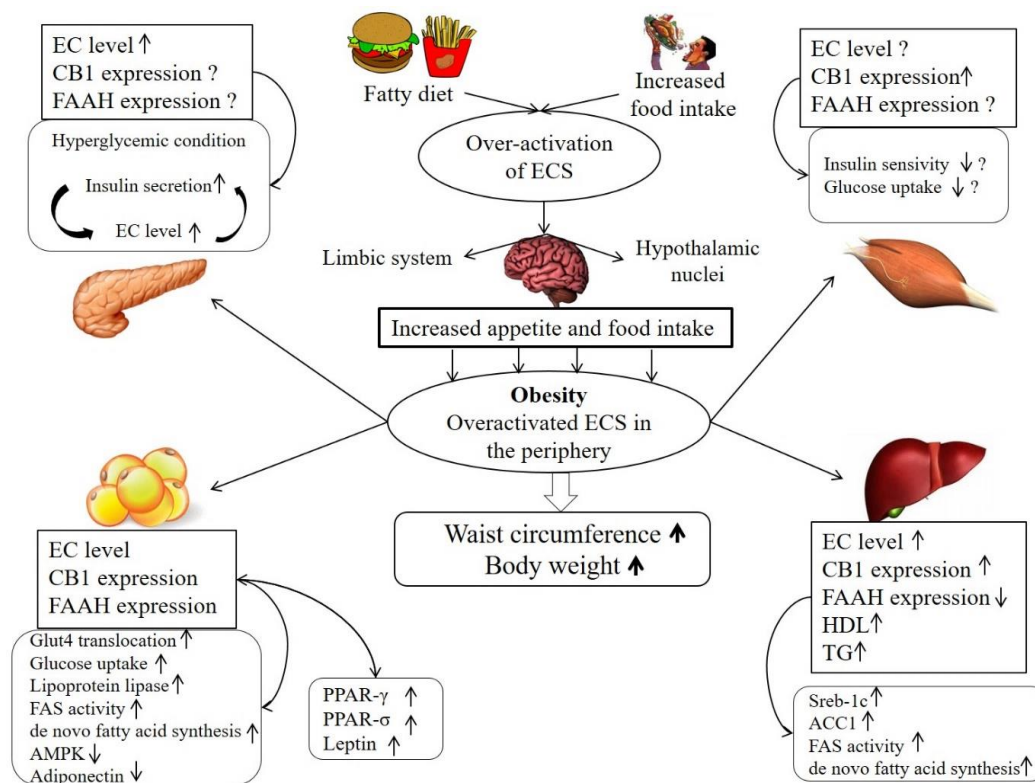 EC level ↑
CB1 expression ?
FAAH expression ?
Hyperglycemic condition
Insulin secretion ↑
EC level ↑
Fatty diet
Increased
food intake
Over-activation
of ECS
Limbic system
Hypothalamic
nuclei
Increased appetite and food intake
Obesity
Overactivated ECS in
the periphery
Waist circumference ↑
Body weight ↑
EC level ?
CB1 expression ↑
FAAH expression ?
Insulin sensivity ↓ ?
Glucose uptake ↓ ?
EC level
CB1 expression
FAAH expression
Glut4 translocation ↑
Glucose uptake ↑
Lipoprotein lipase ↑
FAS activity ↑
de novo fatty acid synthesis ↑
AMPK ↓
Adiponectin ↓
PPAR-γ ↑
PPAR-σ ↑
Leptin ↑
EC level ↑
CB1 expression ↑
FAAH expression ↓
HDL ↑
TG ↑
Sreb-1c ↑
ACC1 ↑
FAS activity ↑
de novo fatty acid synthesis ↑